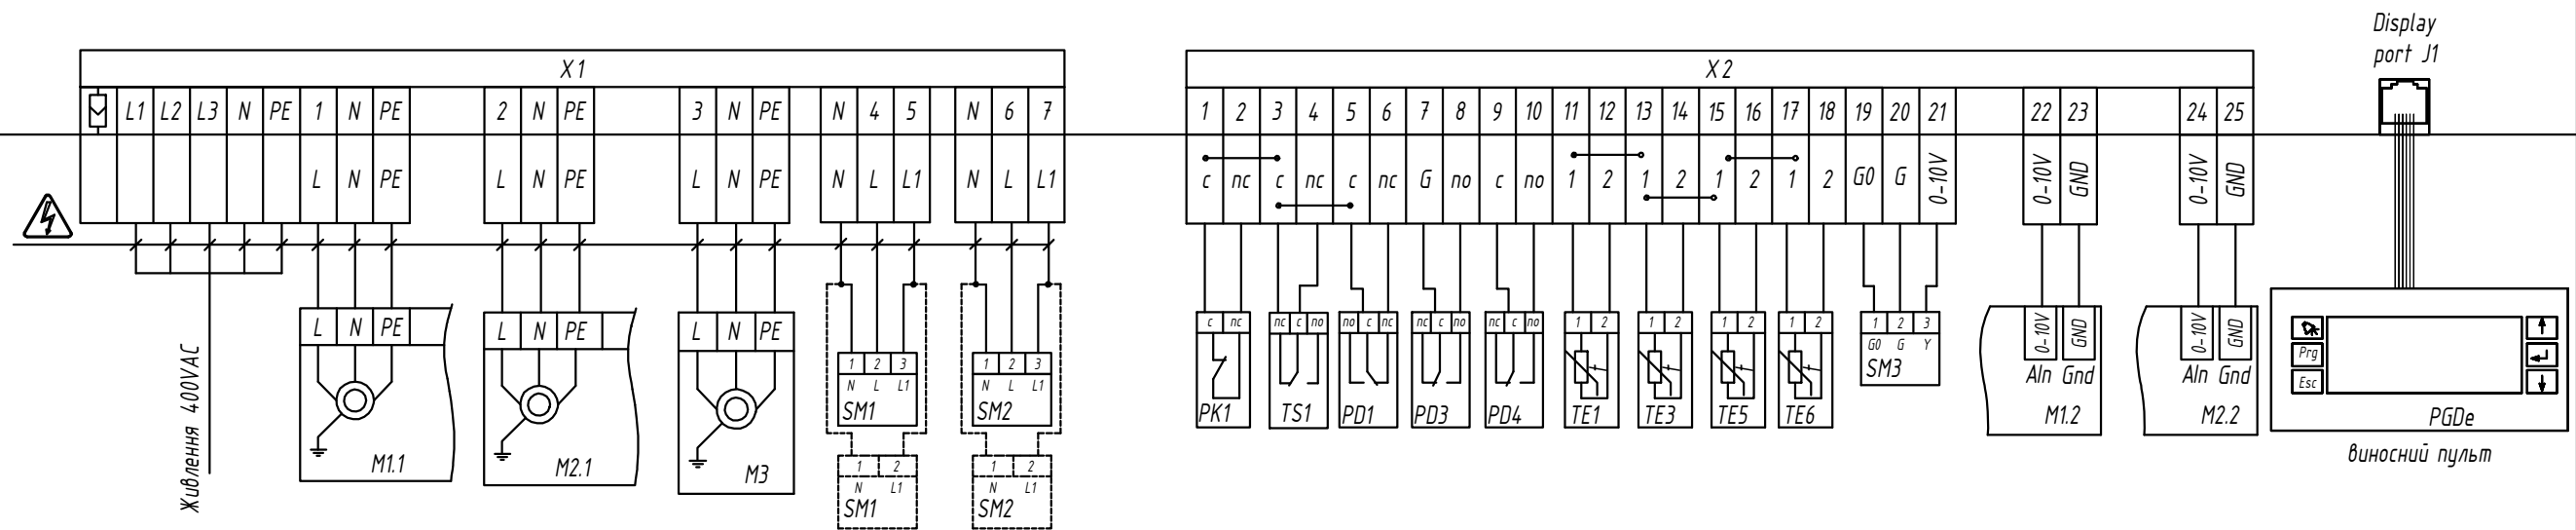 Display
port J1
X1
X2
L1 L2 L3 N PE 1 N PE 2 N PE 3 N PE N 4 5 N 6 7
1 2 3 4 5 6 7 8 9 10 11 12 13 14 15 16 17 18 19 20 21 22 23 24 25
L N PE L N PE L N PE N L L1 N L L1
c nc c nc c nc G no c no 1 2 1 2 1 2 1 2 G0 G 0-10V 0-10V GND 0-10V GND
Живлення 400VAC
L N PE
M1.1
L N PE
M2.1
L N PE
M3
1 2 3
N L L1
SM1
1 2
N L1
SM1
1 2 3
N L L1
SM2
1 2
N L1
SM2
c nc
PK1
nc c no
TS1
no c nc
PD1
nc c no
PD3
nc c no
PD4
1 2
TE1
1 2
TE3
1 2
TE5
1 2
TE6
1 2 3
G0 G Y
SM3
0-10V GND
AIn Gnd
M1.2
0-10V GND
AIn Gnd
M2.2
Prg
Esc
PGDe
виносний пульт